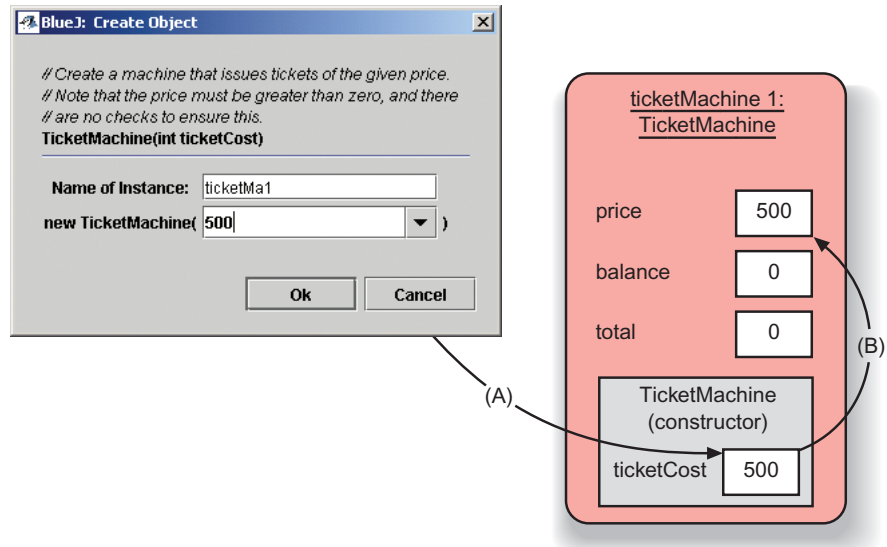 BlueJ: Create Object
// Create a machine that issues tickets of the given price.
// Note that the price must be greater than zero, and there
// are no checks to ensure this.
TicketMachine(int ticketCost)
Name of Instance: ticketMa1
new TicketMachine( 500 )
Ok Cancel
(A)
ticketMachine 1:
TicketMachine
price 500
balance 0
total 0
(B)
TicketMachine
(constructor)
ticketCost 500